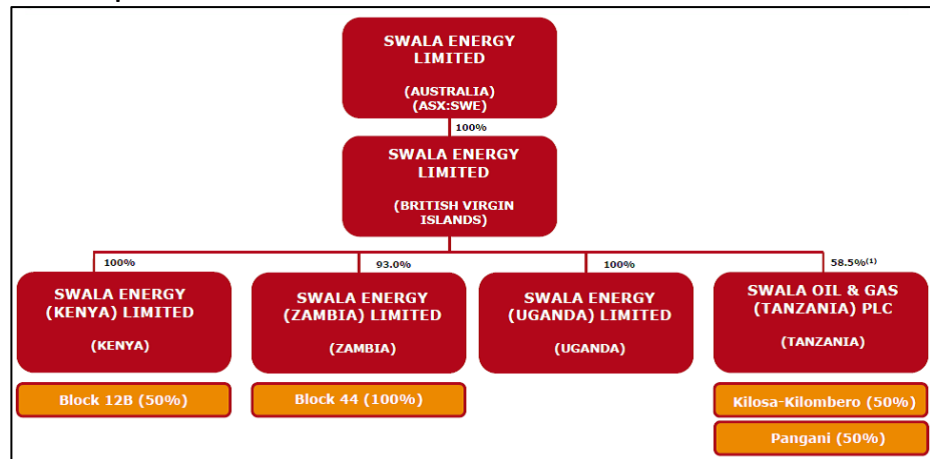 SWALA ENERGY
LIMITED
(AUSTRALIA)
(ASX:SWE)
100%
SWALA ENERGY
LIMITED
(BRITISH VIRGIN
ISLANDS)
100%
93.0%
100%
58.5%(1)
SWALA ENERGY
(KENYA) LIMITED
(KENYA)
SWALA ENERGY
(ZAMBIA) LIMITED
(ZAMBIA)
SWALA ENERGY
(UGANDA) LIMITED
(UGANDA)
SWALA OIL & GAS
(TANZANIA) PLC
(TANZANIA)
Block 12B (50%)
Block 44 (100%)
Kilosa-Kilombero (50%)
Pangani (50%)